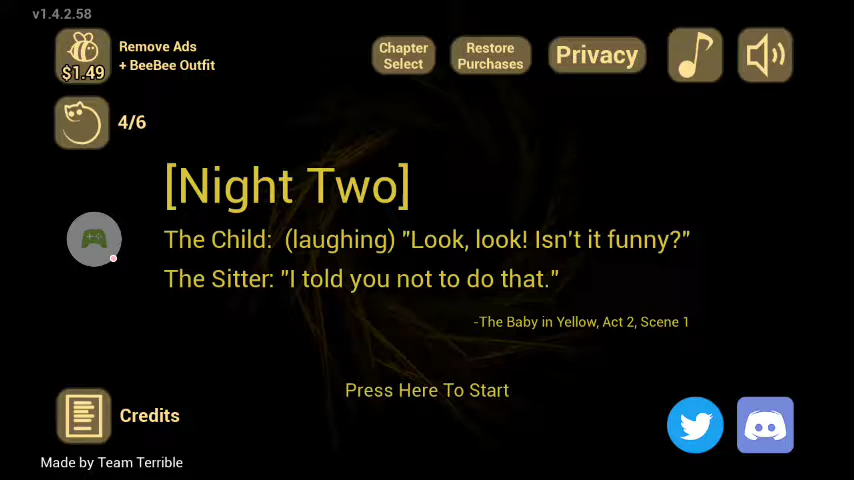 v1.4.2.58
$1.49
Remove Ads
+ BeeBee Outfit
Chapter
Select
Restore
Purchases
Privacy
4/6
[Night Two]
The Child:  (laughing) "Look, look! Isn't it funny?"
The Sitter: "I told you not to do that."
-The Baby in Yellow, Act 2, Scene 1
Press Here To Start
Credits
Made by Team Terrible